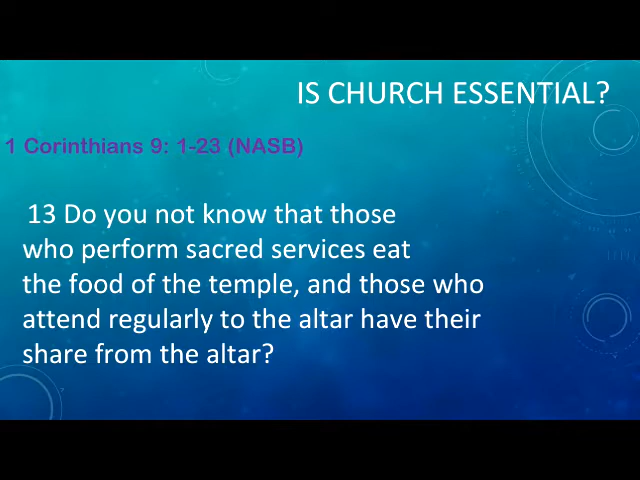 IS CHURCH ESSENTIAL?
1 Corinthians 9: 1-23 (NASB)
13 Do you not know that those
who perform sacred services eat
the food of the temple, and those who
attend regularly to the altar have their
share from the altar?